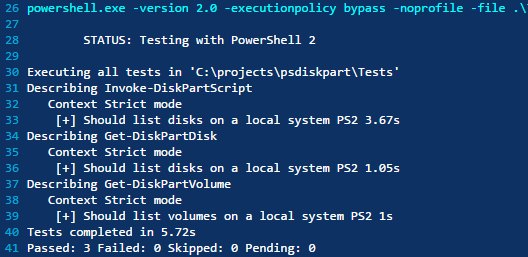 26 powershell.exe -version 2.0 -executionpolicy bypass -noprofile -file .\
27
28 STATUS: Testing with PowerShell 2
29
30 Executing all tests in 'C:\projects\psdiskpart\Tests'
31 Describing Invoke-DiskPartScript
32 Context Strict mode
33 [+] Should list disks on a local system PS2 3.67s
34 Describing Get-DiskPartDisk
35 Context Strict mode
36 [+] Should list disks on a local system PS2 1.05s
37 Describing Get-DiskPartVolume
38 Context Strict mode
39 [+] Should list volumes on a local system PS2 1s
40 Tests completed in 5.72s
41 Passed: 3 Failed: 0 Skipped: 0 Pending: 0